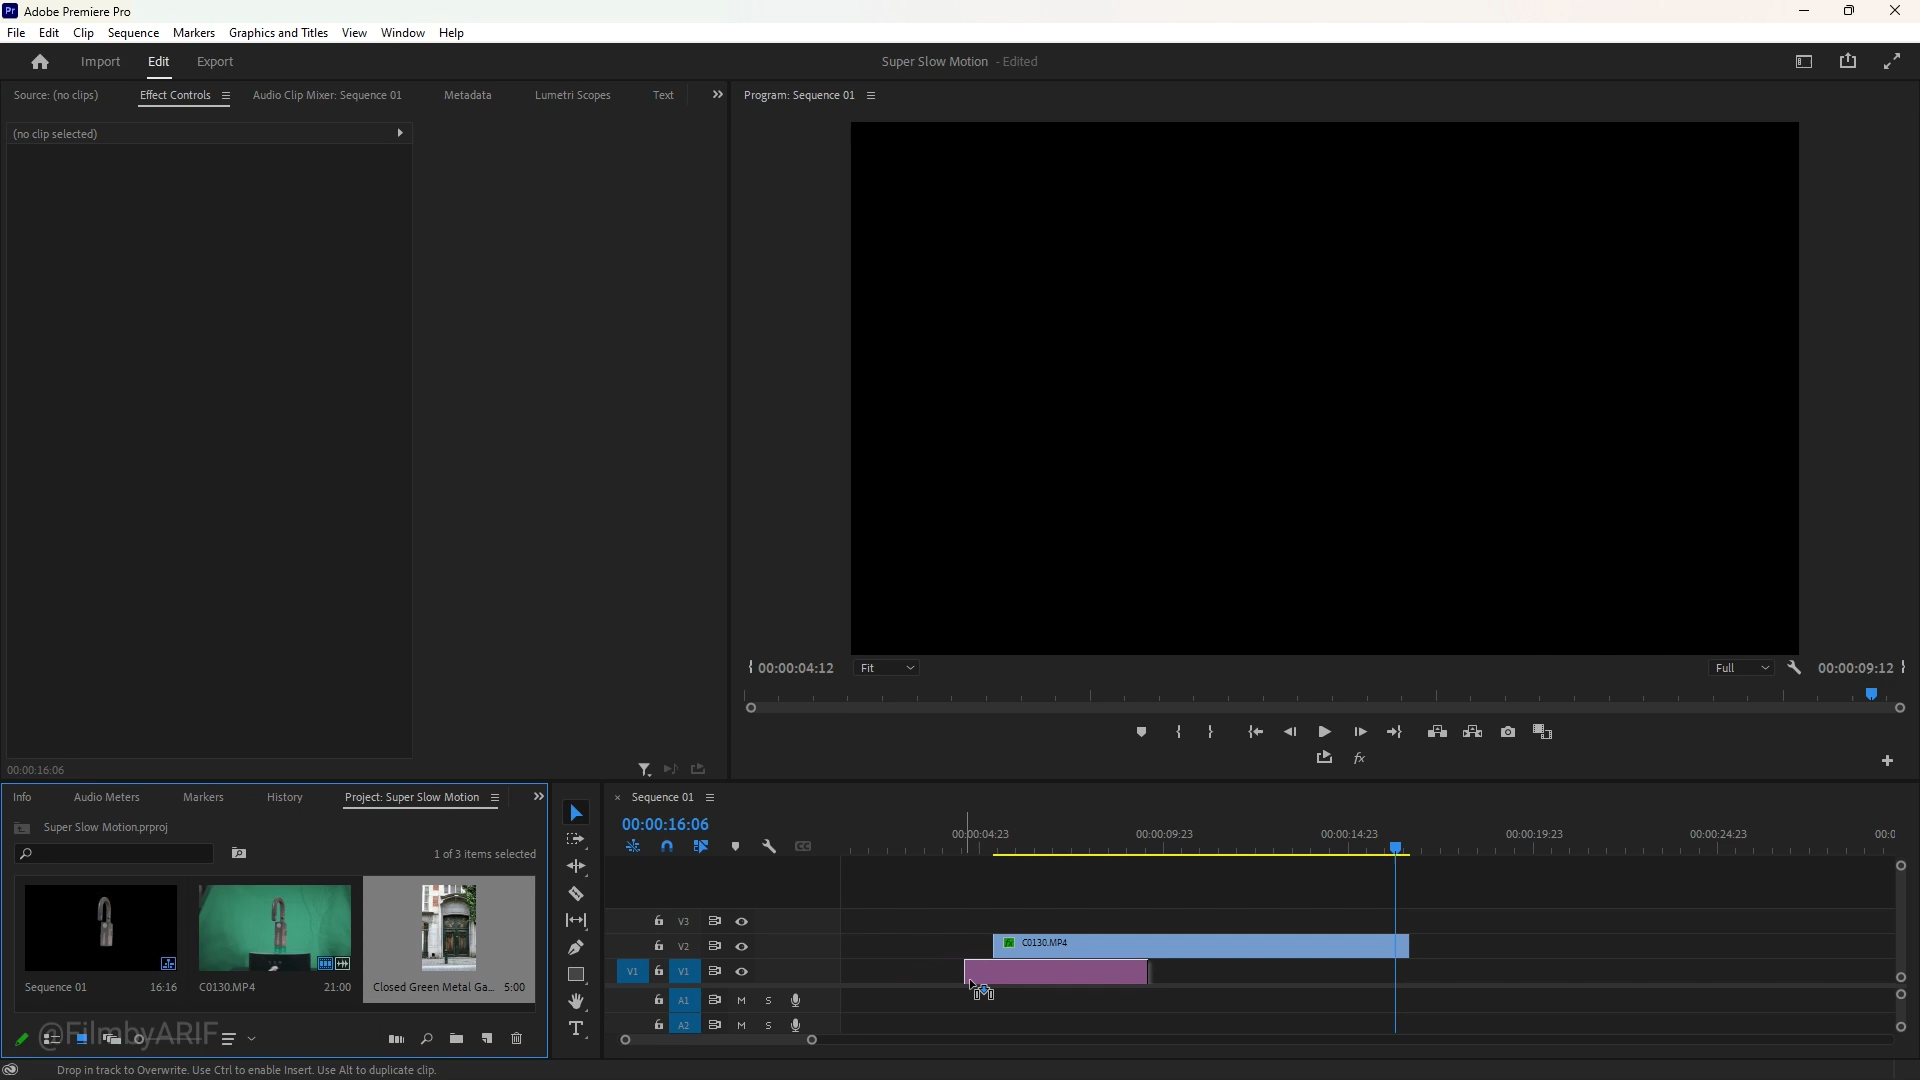 Pr Adobe Premiere Pro
File Edit Clip Sequence Markers Graphics and Titles View Window Help
Import Edit Export Super Slow Motion - Edited
Source: (no clips) Effect Controls Audio Clip Mixer: Sequence 01 Metadata Lumetri Scopes Text Program: Sequence 01
(no clip selected)
00:00:04:12 Fit Full 00:00:09:12
fx
00:00:16:06
Info Audio Meters Markers History Project: Super Slow Motion
× Sequence 01
Super Slow Motion.prproj
00:00:16:06
1 of 3 items selected
00:00:04:23 00:00:09:23 00:00:14:23 00:00:19:23 00:00:24:23 00:0
V3
V2 fx C0130.MP4
V1 V1
Sequence 01 16:16 C0130.MP4 21:00 Closed Green Metal Ga... 5:00
A1 M S
A2 M S
@FilmbyARIF
Drop in track to Overwrite. Use Ctrl to enable Insert. Use Alt to duplicate clip.